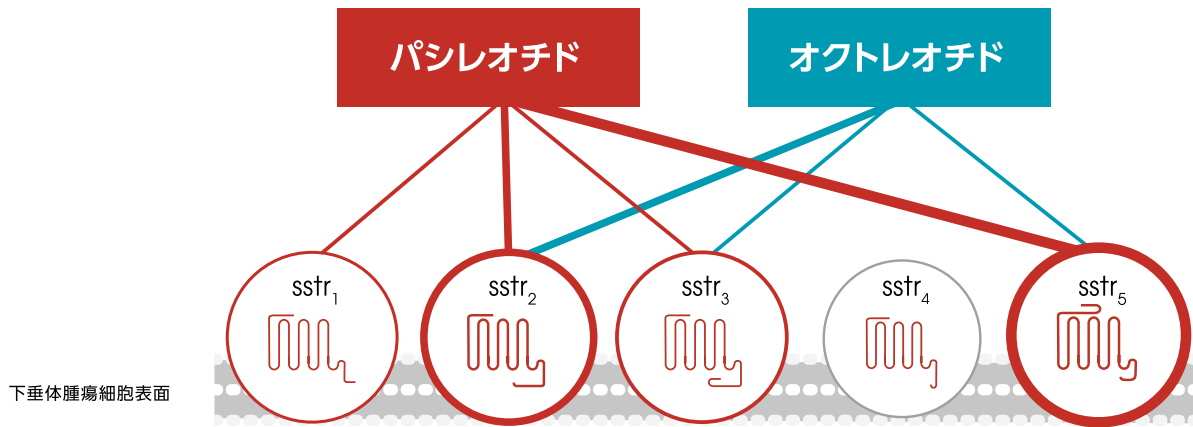 パシレオチド
オクトレオチド
sstr₁
sstr₂
sstr₃
sstr₄
sstr₅
下垂体腫瘍細胞表面